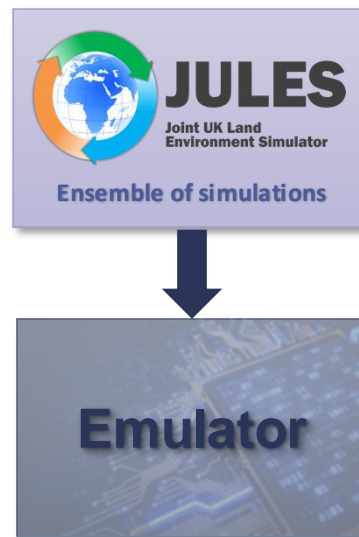 JULES
Joint UK Land
Environment Simulator
Ensemble of simulations
Emulator